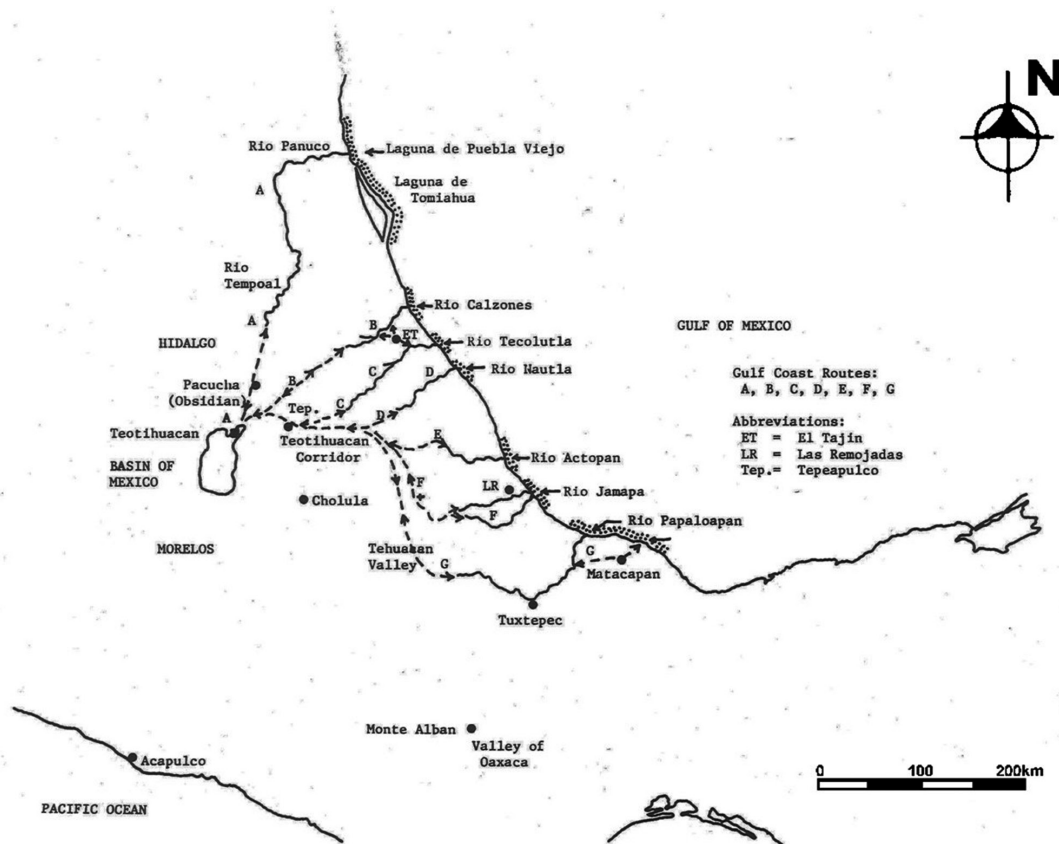 N
Rio Panuco
Laguna de Puebla Viejo
A
Laguna de
Tomiahua
Rio
Tempoal
A
Rio Calzones
B
ET
Rio Tecolutla
GULF OF MEXICO
HIDALGO
Rio Nautla
C
D
Gulf Coast Routes:
A, B, C, D, E, F, G
B
Pacucha
(Obsidian)
C
Tep.
D
A
Abbreviations:
ET = El Tajin
LR = Las Remojadas
Tep.= Tepeapulco
Teotihuacan
Teotihuacan
Corridor
E
Rio Actopan
BASIN OF
MEXICO
F
LR
Rio Jamapa
Cholula
F
Rio Papaloapan
MORELOS
Tehuakan
Valley
G
G
Matacapan
Tuxtepec
Monte Alban
Valley of
Oaxaca
Acapulco
0 100 200km
PACIFIC OCEAN